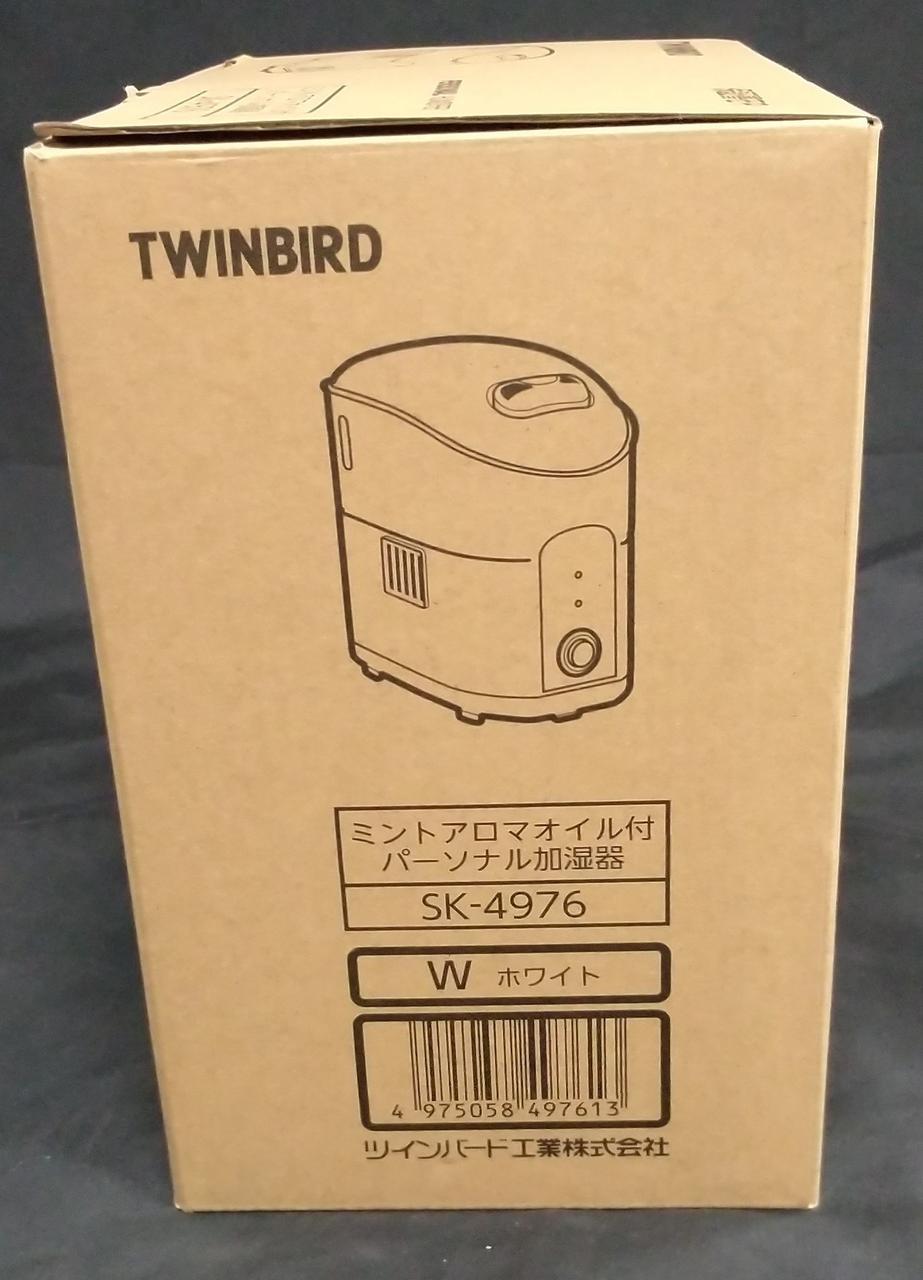 TWINBIRD
TWINBIRD
ミントアロマオイル付
パーソナル加湿器
SK-4976
W ホワイト
4 975058 497613
ツインバード工業株式会社